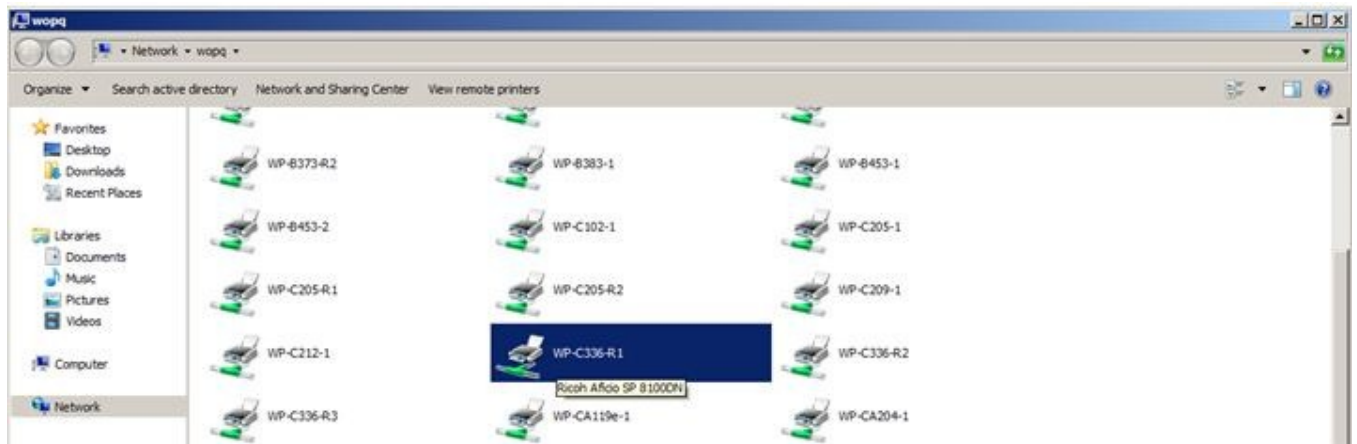 wopq
Network wopq
Organize Search active directory Network and Sharing Center View remote printers
Favorites
Desktop
Downloads
Recent Places
Libraries
Documents
Music
Pictures
Videos
Computer
Network
WP-B373-R2 WP-B383-1 WP-B453-1
WP-B453-2 WP-C102-1 WP-C205-1
WP-C205-R1 WP-C205-R2 WP-C209-1
WP-C212-1 WP-C336-R1 WP-C336-R2
Ricoh Aficio SP 8100DN
WP-C336-R3 WP-CA119e-1 WP-CA204-1